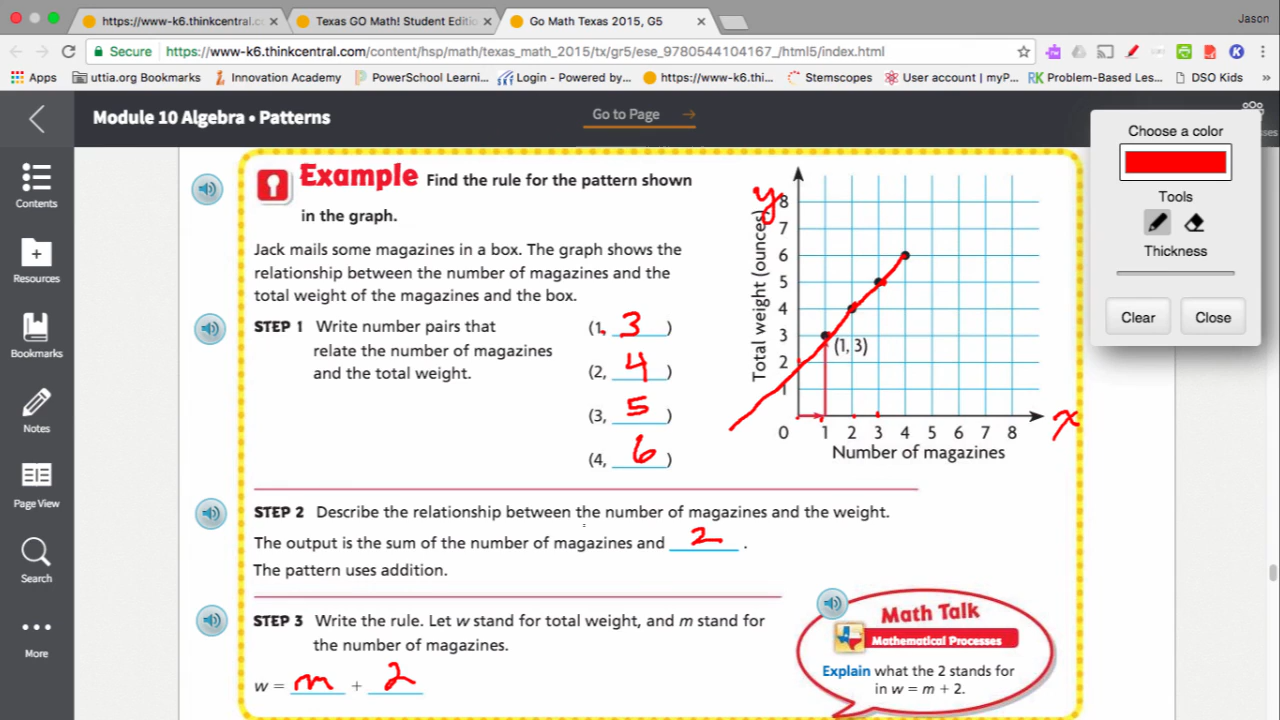 https://www-k6.thinkcentral.co
Texas GO Math! Student Editio
Go Math Texas 2015, G5
Jason
Secure
https://www-k6.thinkcentral.com/content/hsp/math/texas_math_2015/tx/gr5/ese_9780544104167_/html5/index.html
Apps
uttia.org Bookmarks
Innovation Academy
PowerSchool Learni...
Login - Powered by...
https://www-k6.thi...
Stemscopes
User account | myP...
RK Problem-Based Les...
DSO Kids
»
Module 10 Algebra • Patterns
Go to Page
Contents
Resources
Bookmarks
Notes
Page View
Search
More
Example Find the rule for the pattern shown
in the graph.
Jack mails some magazines in a box. The graph shows the
relationship between the number of magazines and the
total weight of the magazines and the box.
STEP 1 Write number pairs that
relate the number of magazines
and the total weight.
(1, 3)
(2, 4)
(3, 5)
(4, 6)
y
Total weight (ounces)
8
7
6
5
4
3
2
1
(1, 3)
0 1 2 3 4 5 6 7 8
x
Number of magazines
STEP 2 Describe the relationship between the number of magazines and the weight.
The output is the sum of the number of magazines and 2.
The pattern uses addition.
STEP 3 Write the rule. Let w stand for total weight, and m stand for
the number of magazines.
w = m + 2
Math Talk
Mathematical Processes
Explain what the 2 stands for
in w = m + 2.
Choose a color
Tools
Thickness
Clear
Close